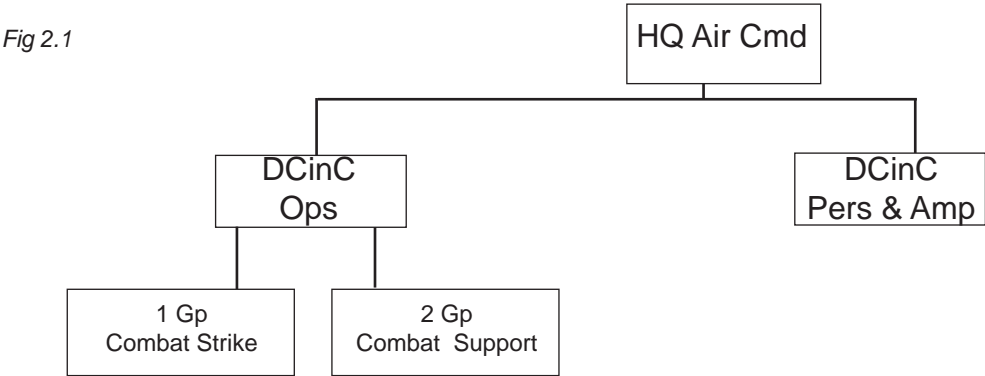 Fig 2.1
HQ Air Cmd
DCinC
Ops
DCinC
Pers & Amp
1 Gp
Combat Strike
2 Gp
Combat Support